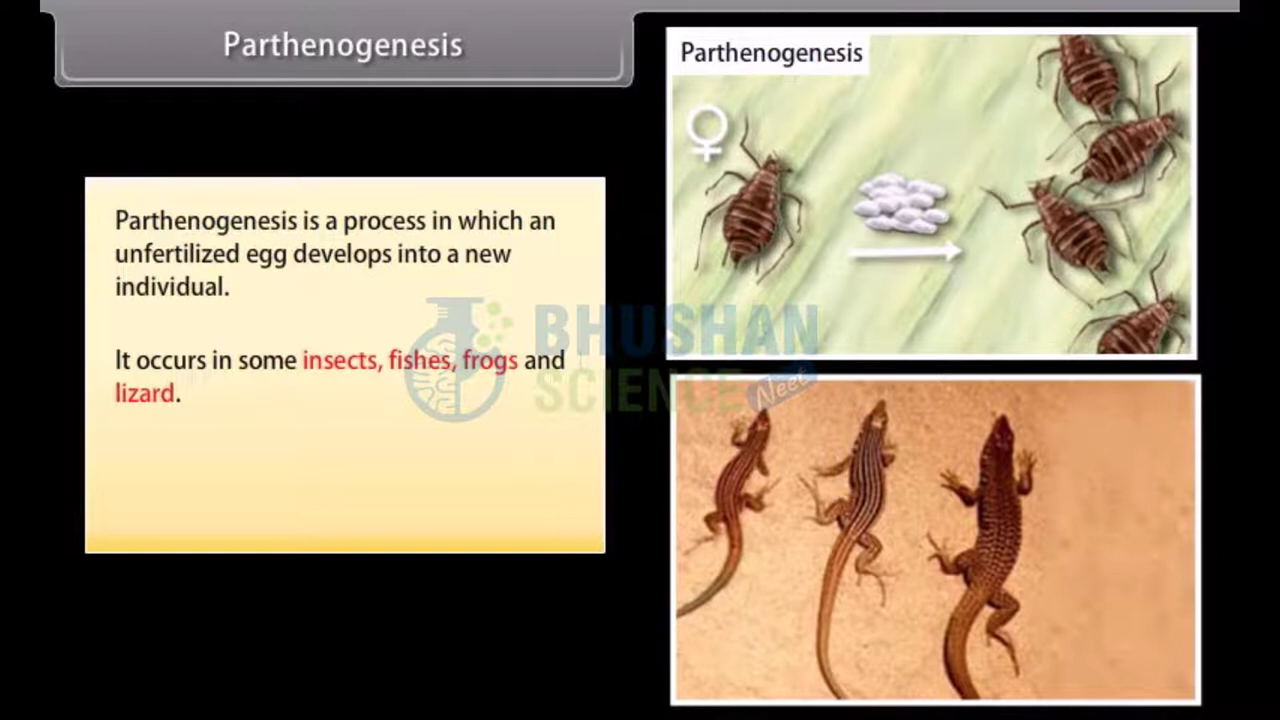 Parthenogenesis
Parthenogenesis is a process in which an
unfertilized egg develops into a new
individual.
It occurs in some insects, fishes, frogs and
lizard.
Parthenogenesis
BHUSHAN
SCIENCE
Neet